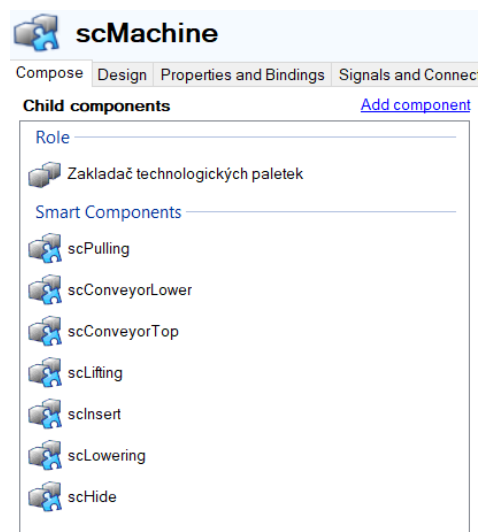 scMachine
Compose Design Properties and Bindings Signals and Connec
Child components Add component
Role
Zakladač technologických paletek
Smart Components
scPulling
scConveyorLower
scConveyorTop
scLifting
scInsert
scLowering
scHide